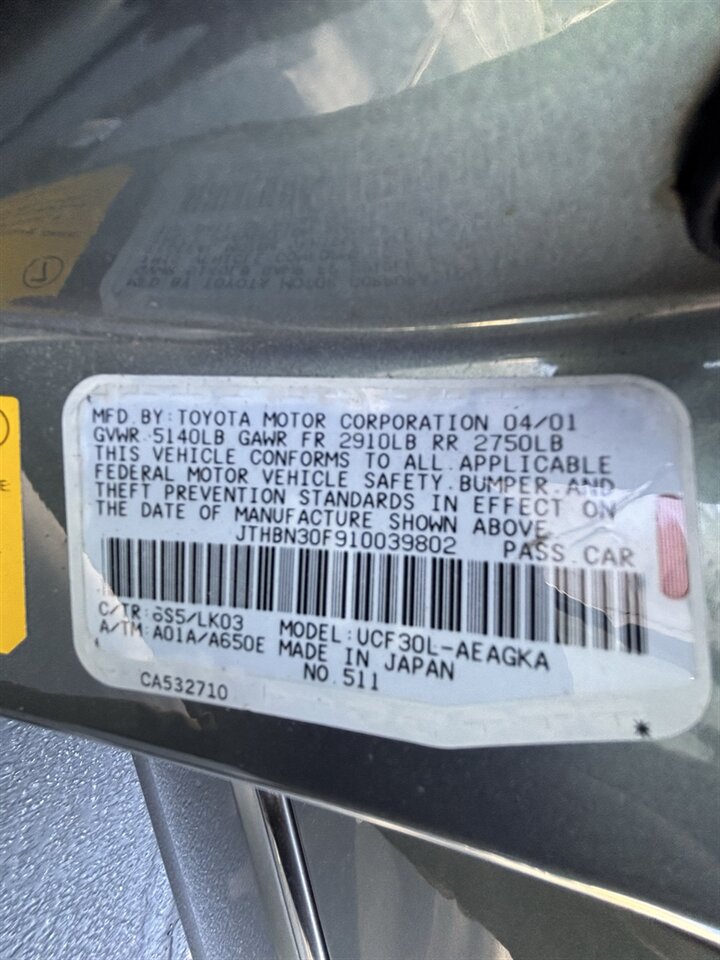 MFD BY: TOYOTA MOTOR CORPORATION 04/01
GVWR 5140LB GAWR FR 2910LB RR 2750LB
THIS VEHICLE CONFORMS TO ALL APPLICABLE
FEDERAL MOTOR VEHICLE SAFETY. BUMPER. AND
THEFT PREVENTION STANDARDS IN EFFECT ON
THE DATE OF MANUFACTURE SHOWN ABOVE.
JTHBN30F910039802 PASS. CAR
C/TR: 6S5/LK03 MODEL: UCF30L-AEAGKA
A/TM: A01A/A650E MADE IN JAPAN
NO. 511
CA532710